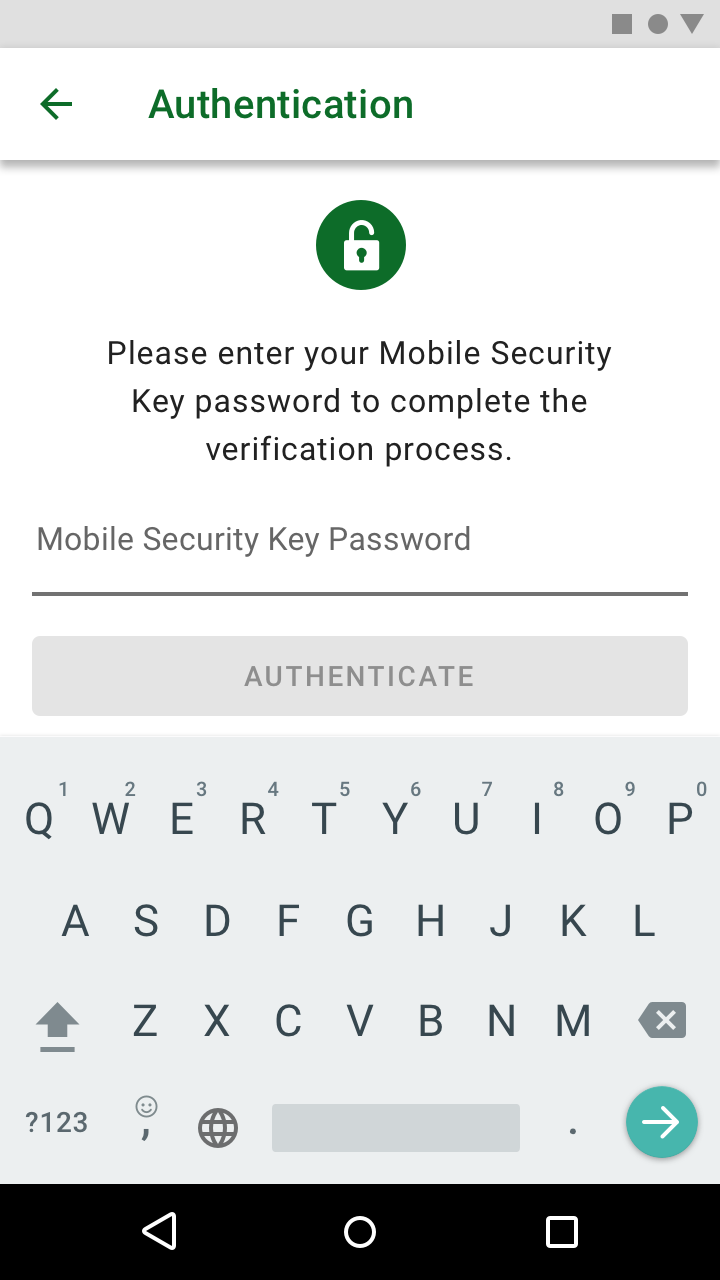 Authentication
Please enter your Mobile Security
Key password to complete the
verification process.
Mobile Security Key Password
AUTHENTICATE
1 2 3 4 5 6 7 8 9 0
Q W E R T Y U I O P
A S D F G H J K L
Z X C V B N M
?123 , .